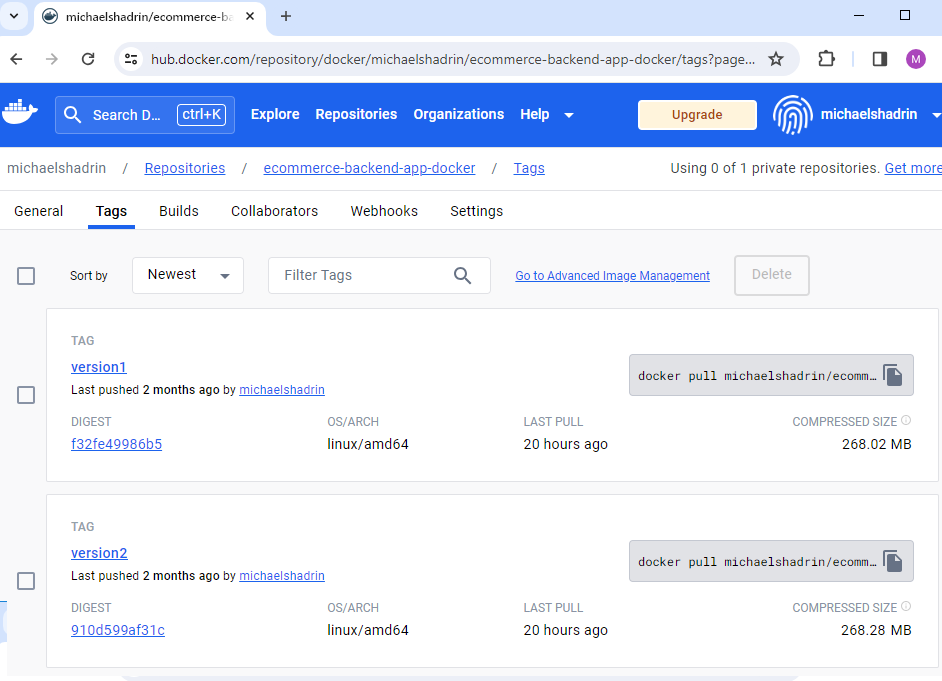 michaelshadrin/ecommerce-ba
hub.docker.com/repository/docker/michaelshadrin/ecommerce-backend-app-docker/tags?page...
M
Search D... ctrl+K Explore Repositories Organizations Help Upgrade michaelshadrin
michaelshadrin / Repositories / ecommerce-backend-app-docker / Tags Using 0 of 1 private repositories. Get more
General Tags Builds Collaborators Webhooks Settings
Sort by Newest Filter Tags Go to Advanced Image Management Delete
TAG
version1
Last pushed 2 months ago by michaelshadrin
docker pull michaelshadrin/ecomm…
DIGEST OS/ARCH LAST PULL COMPRESSED SIZE
f32fe49986b5 linux/amd64 20 hours ago 268.02 MB
TAG
version2
Last pushed 2 months ago by michaelshadrin
docker pull michaelshadrin/ecomm…
DIGEST OS/ARCH LAST PULL COMPRESSED SIZE
910d599af31c linux/amd64 20 hours ago 268.28 MB